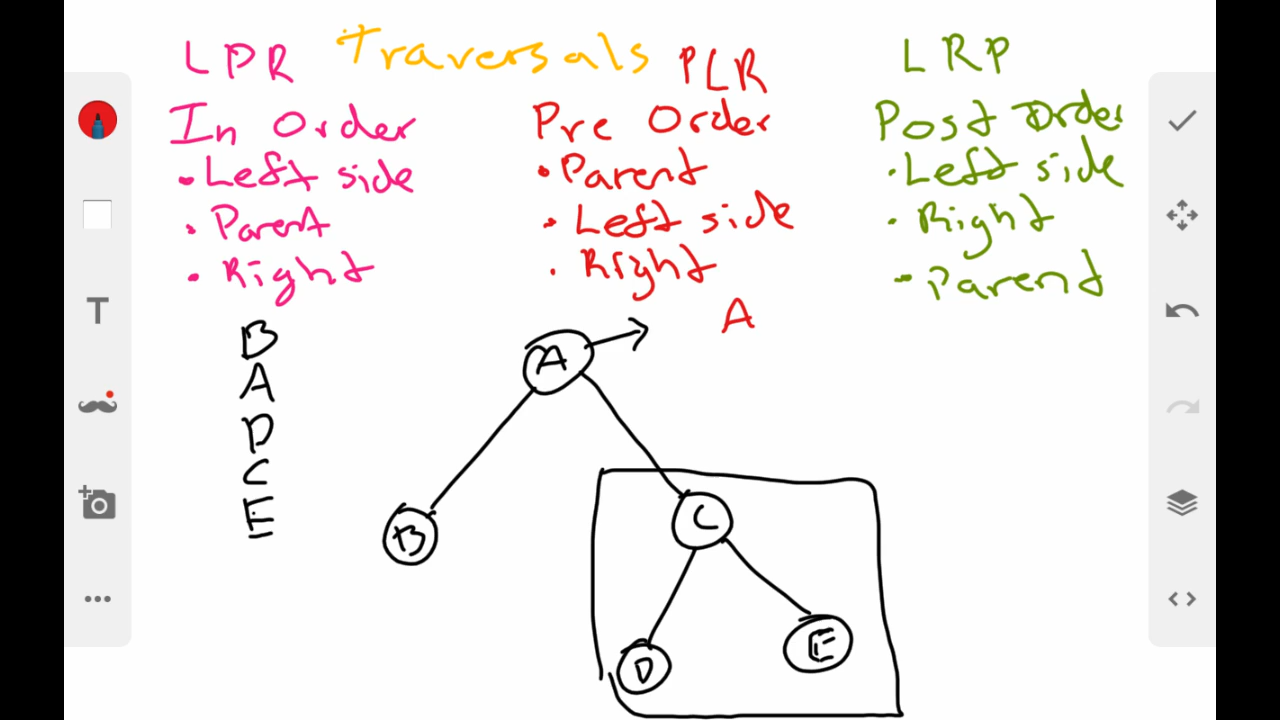 Traversals
LPR
In Order
• Left side
• Parent
• Right
B
A
D
C
E
PLR
Pre Order
• Parent
• Left side
• Right
A
LRP
Post Order
• Left side
• Right
• Parent
A
B
C
D
E
T